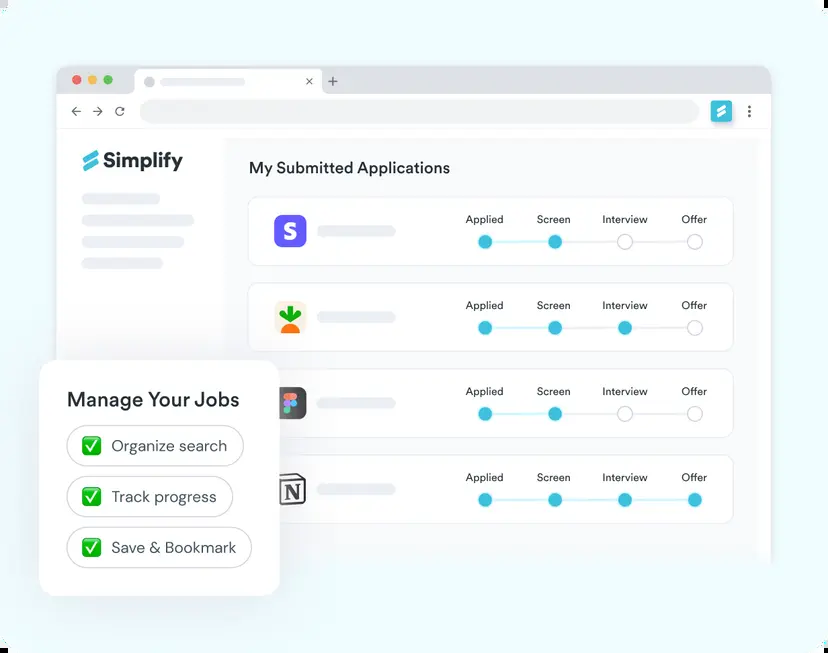 Simplify
My Submitted Applications
S
Applied Screen Interview Offer
Applied Screen Interview Offer
Applied Screen Interview Offer
N
Applied Screen Interview Offer
Manage Your Jobs
Organize search
Track progress
Save & Bookmark